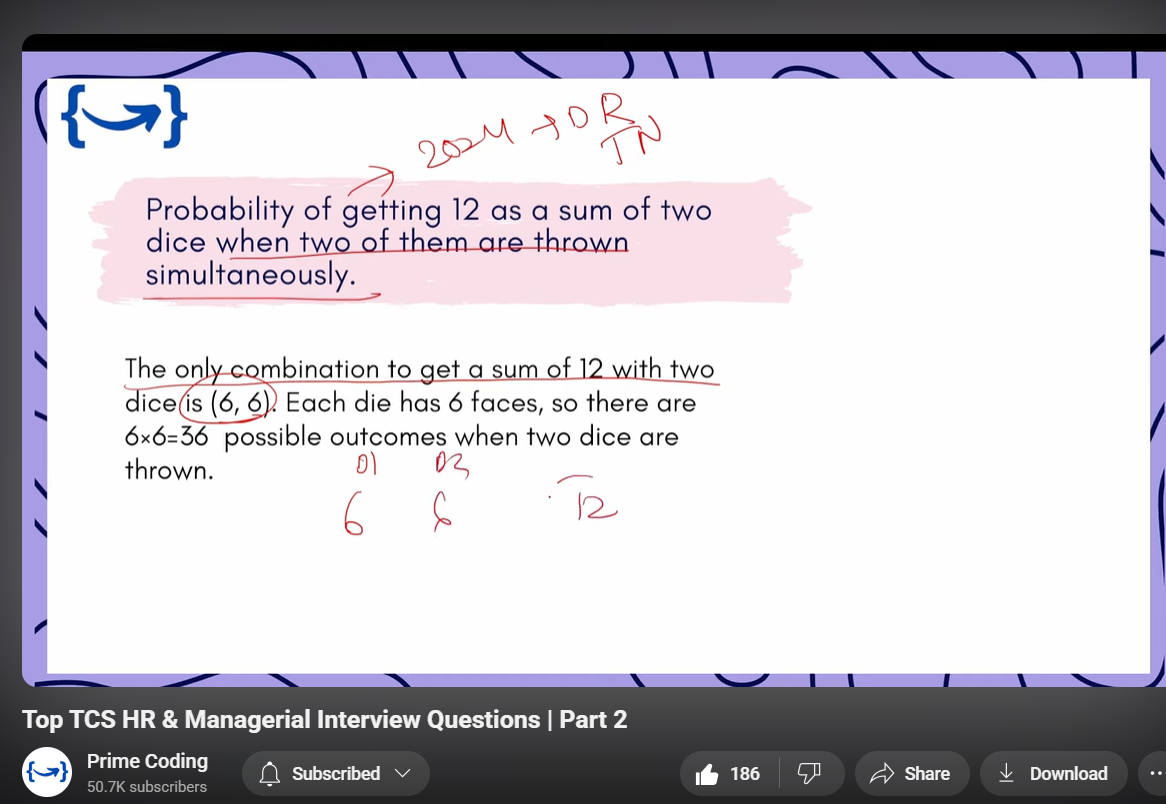 2024 → DR
TN
Probability of getting 12 as a sum of two
dice when two of them are thrown
simultaneously.
The only combination to get a sum of 12 with two
dice is (6, 6). Each die has 6 faces, so there are
6×6=36 possible outcomes when two dice are
thrown.
D1 D2
6 6 12
Top TCS HR & Managerial Interview Questions | Part 2
Prime Coding
50.7K subscribers
Subscribed
186
Share
Download